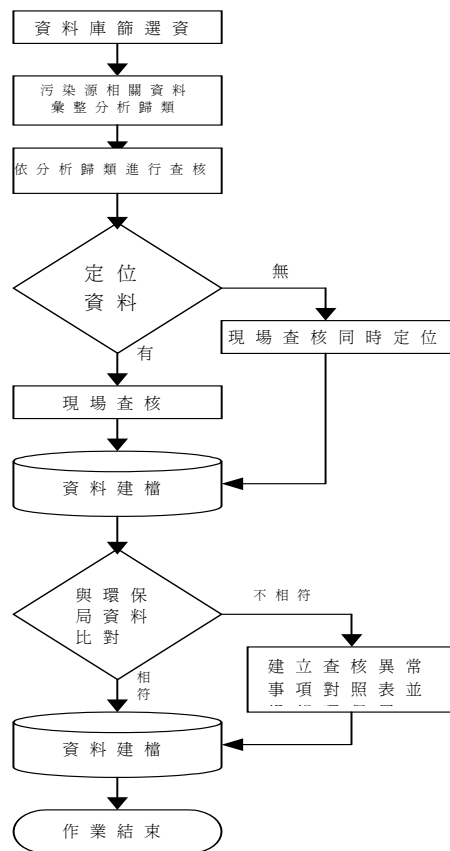 資料庫篩選資
污染源相關資料
彙整分析歸類
依分析歸類進行查核
定位
資料
無
現場查核同時定位
有
現場查核
資料建檔
與環保
局資料
比對
不相符
建立查核異常
事項對照表並
相
符
資料建檔
作業結束